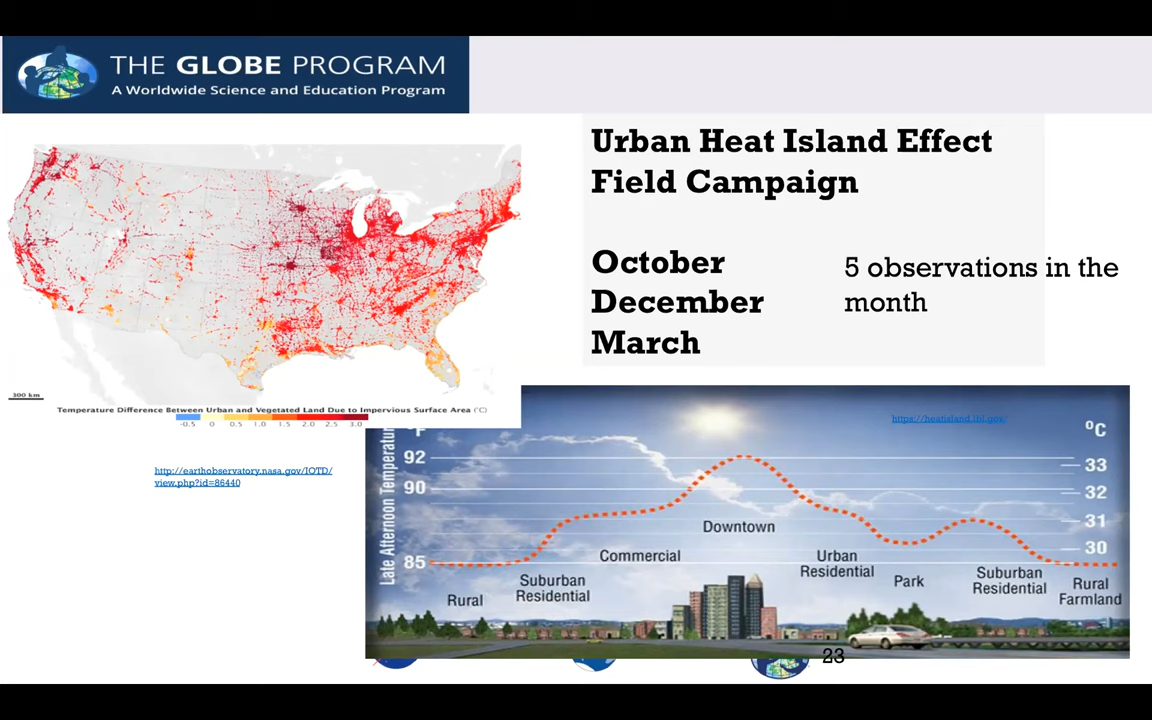 THE GLOBE PROGRAM
A Worldwide Science and Education Program
Urban Heat Island Effect
Field Campaign
October
December
March
5 observations in the
month
300 km
Temperature Difference Between Urban and Vegetated Land Due to Impervious Surface Area (°C)
-0.5 0 0.5 1.0 1.5 2.0 2.5 3.0
http://earthobservatory.nasa.gov/IOTD/
view.php?id=86440
https://heatisland.lbl.gov/
°F
92
90
85
Late Afternoon Temperatur
°C
33
32
31
30
Rural
Suburban
Residential
Commercial
Downtown
Urban
Residential
Park
Suburban
Residential
Rural
Farmland
23